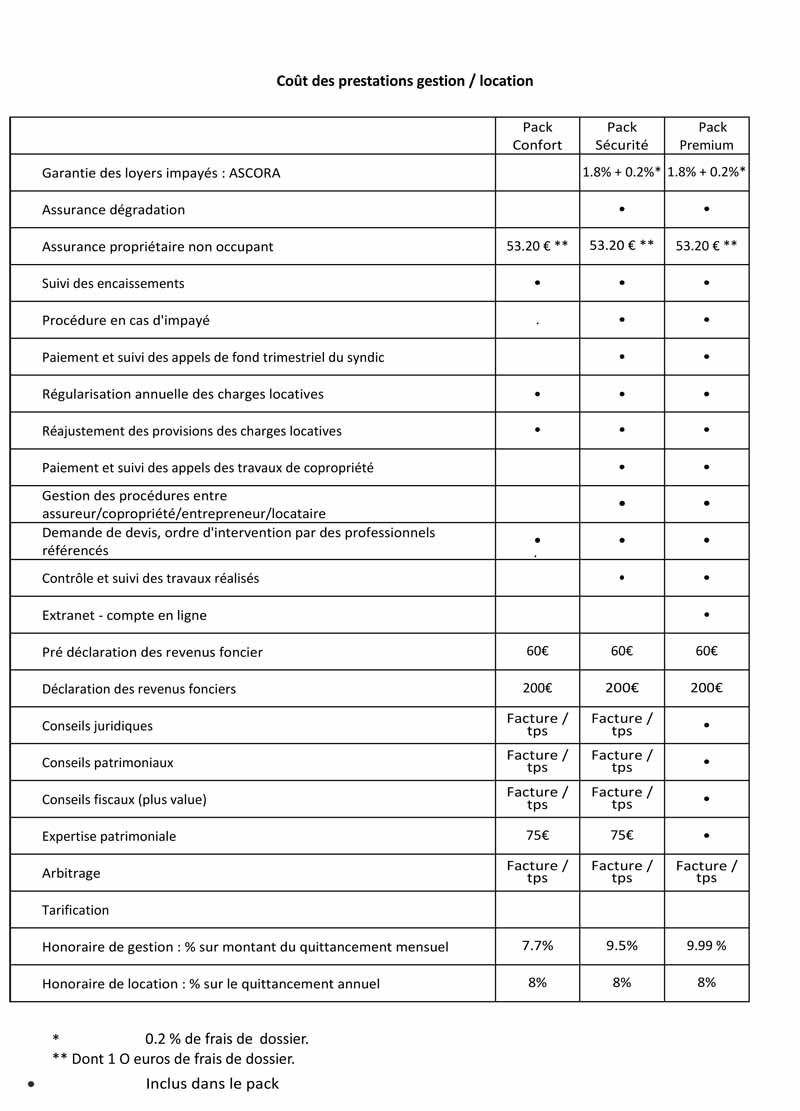 Coût des prestations gestion / location
Pack Confort Pack Sécurité Pack Premium
Garantie des loyers impayés : ASCORA 1.8% + 0.2%* 1.8% + 0.2%*
Assurance dégradation • •
Assurance propriétaire non occupant 53.20 € ** 53.20 € ** 53.20 € **
Suivi des encaissements • • •
Procédure en cas d'impayé . • •
Paiement et suivi des appels de fond trimestriel du syndic • •
Régularisation annuelle des charges locatives • • •
Réajustement des provisions des charges locatives • • •
Paiement et suivi des appels des travaux de copropriété • •
Gestion des procédures entre
assureur/copropriété/entrepreneur/locataire • •
Demande de devis, ordre d'intervention par des professionnels
référencés • . • •
Contrôle et suivi des travaux réalisés • •
Extranet - compte en ligne •
Pré déclaration des revenus foncier 60€ 60€ 60€
Déclaration des revenus fonciers 200€ 200€ 200€
Conseils juridiques Facture / tps Facture / tps •
Conseils patrimoniaux Facture / tps Facture / tps •
Conseils fiscaux (plus value) Facture / tps Facture / tps •
Expertise patrimoniale 75€ 75€ •
Arbitrage Facture / tps Facture / tps Facture / tps
Tarification
Honoraire de gestion : % sur montant du quittancement mensuel 7.7% 9.5% 9.99 %
Honoraire de location : % sur le quittancement annuel 8% 8% 8%
* 0.2 % de frais de dossier.
** Dont 1 O euros de frais de dossier.
• Inclus dans le pack